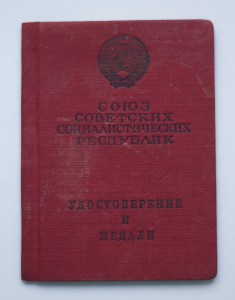 СОЮЗ
СОВЕТСКИХ
СОЦИАЛИСТИЧЕСКИХ
РЕСПУБЛИК
УДОСТОВЕРЕНИЕ
К
МЕДАЛИ